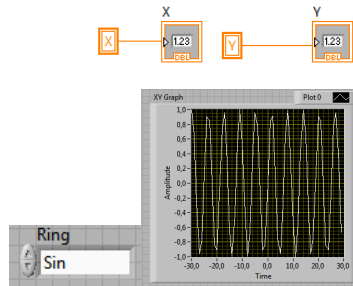 X Y
X 1.23 DBL Y 1.23 DBL
XY Graph Plot 0
1,0
0,8
0,6
0,4
0,2
0,0
-0,2
-0,4
-0,6
-0,8
-1,0
Amplitude
-30,0 -20,0 -10,0 0,0 10,0 20,0 30,0
Time
Ring
Sin